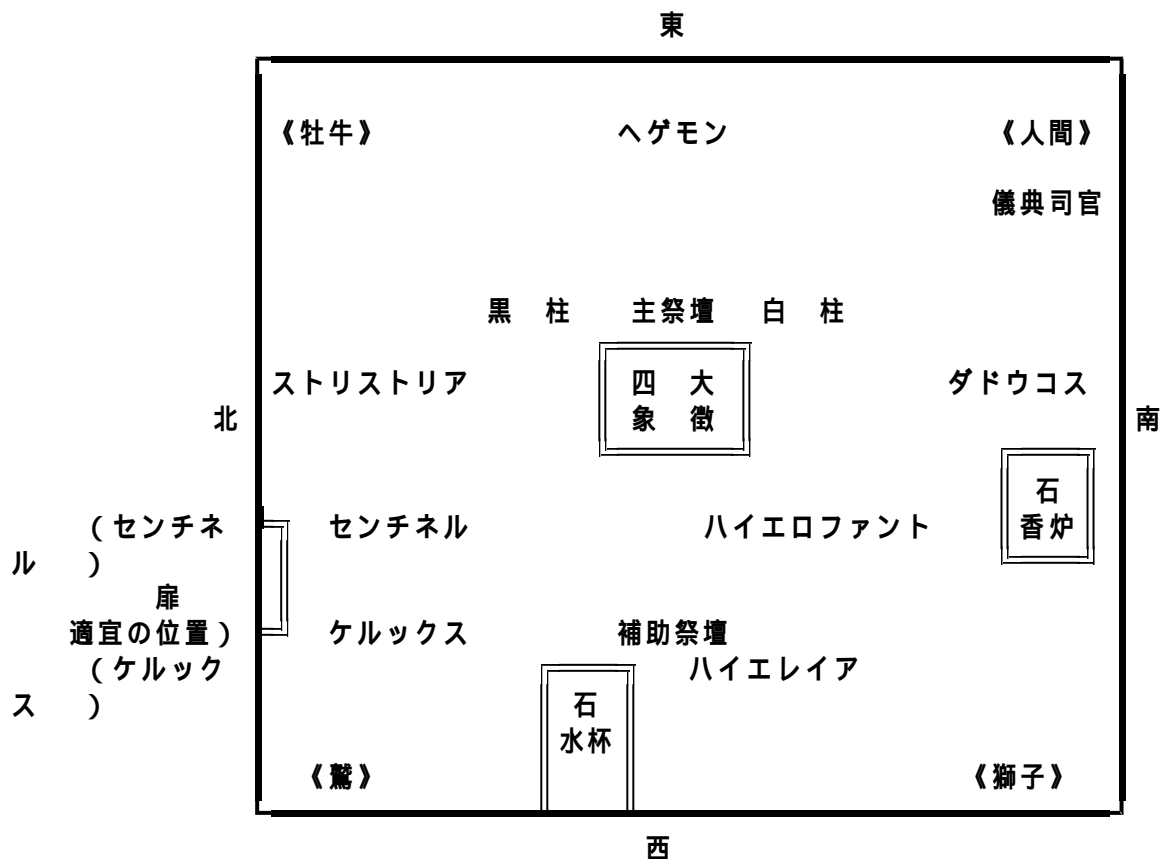 東
《牡牛》 ヘゲモン 《人間》
儀典司官
黒 柱 主祭壇 白 柱
ストリストリア 四 大 ダドウコス
北 象 徴 南
石
(センチネ センチネル ハイエロファント 香炉
ル )
扉
適宜の位置) ケルックス 補助祭壇
(ケルック ハイエレイア
ス ) 石
水杯
《鷲》 《獅子》
西